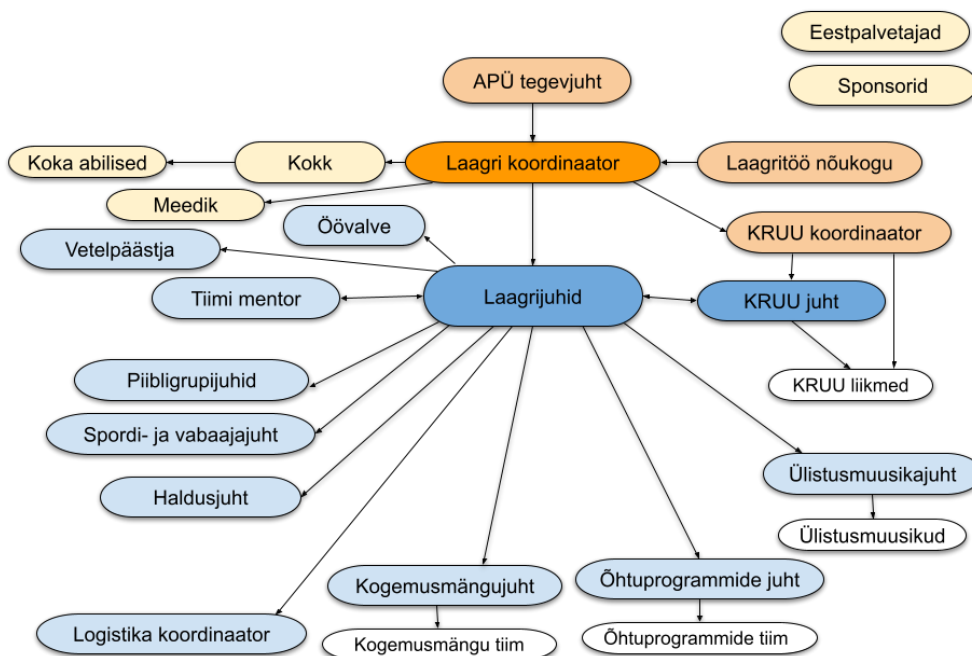 Eestpalvetajad
APÜ tegevjuht
Sponsorid
Koka abilised
Kokk
Laagri koordinaator
Laagritöö nõukogu
Meedik
Öövalve
KRUU koordinaator
Vetelpäästja
Tiimi mentor
Laagrijuhid
KRUU juht
Piibligrupijuhid
KRUU liikmed
Spordi- ja vabaajajuht
Haldusjuht
Ülistusmuusikajuht
Ülistusmuusikud
Kogemusmängujuht
Õhtuprogrammide juht
Logistika koordinaator
Kogemusmängu tiim
Õhtuprogrammide tiim